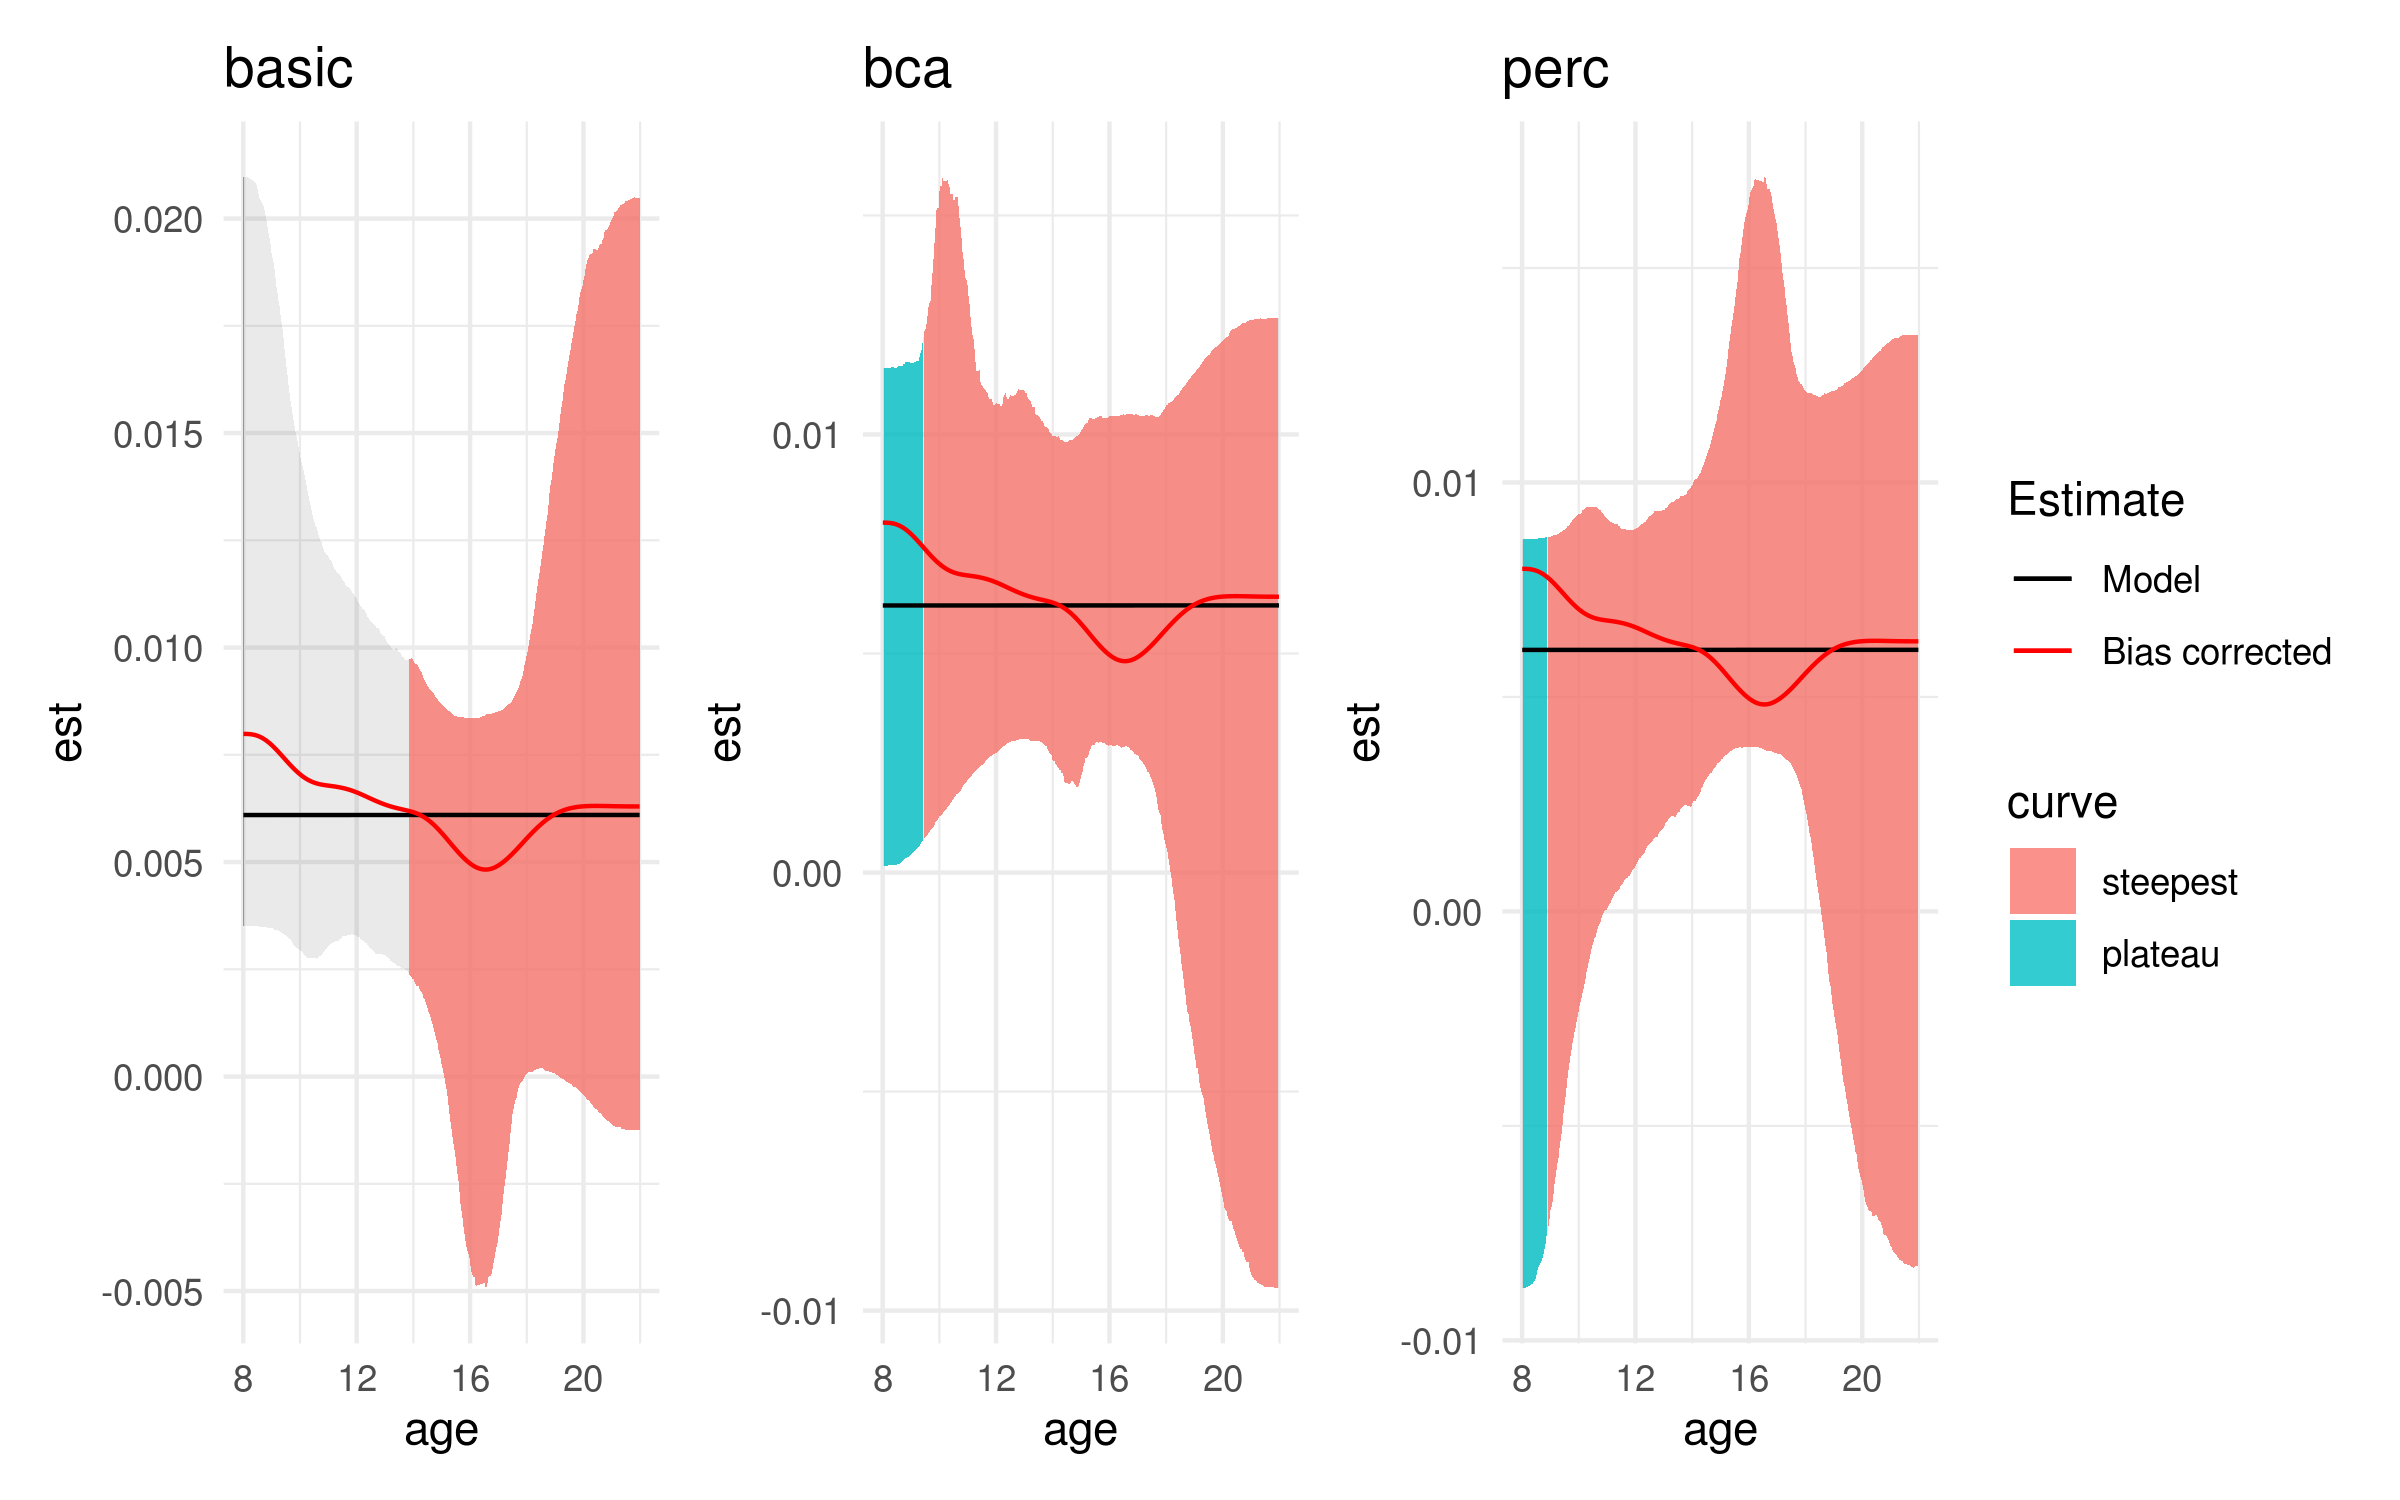 basic
bca
perc
0.020
0.015
0.010
0.005
0.000
-0.005
est
8 12 16 20
age
0.01
0.00
-0.01
est
8 12 16 20
age
0.01
0.00
-0.01
est
8 12 16 20
age
Estimate
Model
Bias corrected
curve
steepest
plateau